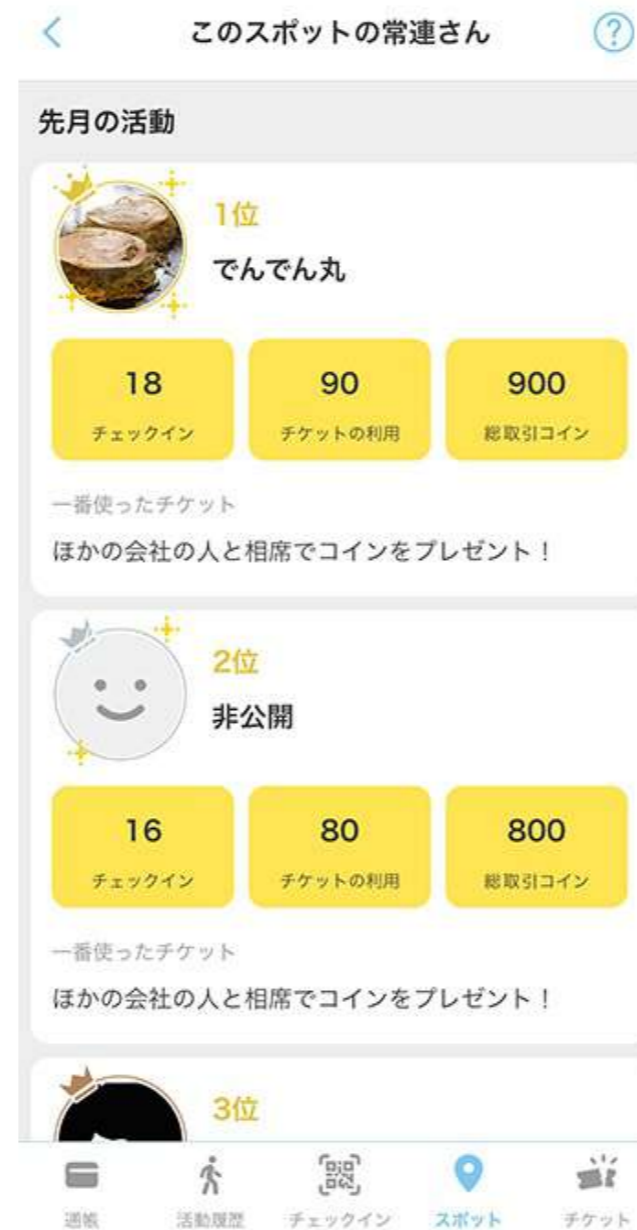 このスポットの常連さん
?
先月の活動
1位
でんでん丸
18 90 900
チェックイン チケットの利用 総取引コイン
一番使ったチケット
ほかの会社の人と相席でコインをプレゼント！
2位
非公開
16 80 800
チェックイン チケットの利用 総取引コイン
一番使ったチケット
ほかの会社の人と相席でコインをプレゼント！
3位
通帳 活動履歴 チェックイン スポット チケット